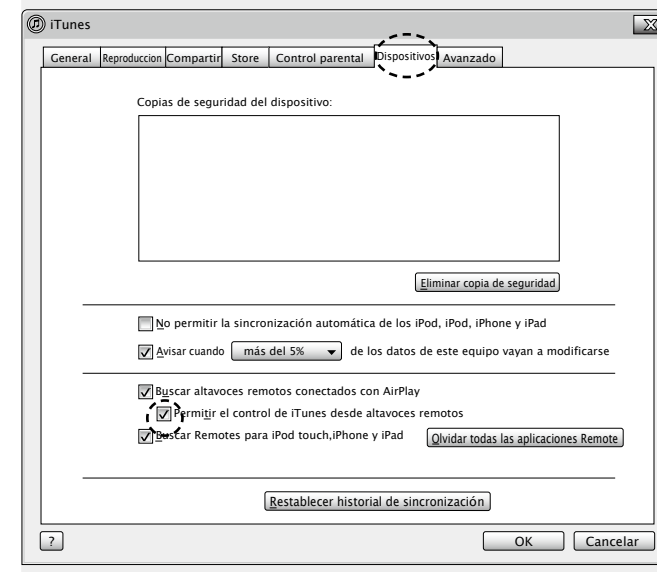 iTunes
General Reproduccion Compartir Store Control parental Dispositivos Avanzado
Copias de seguridad del dispositivo:
Eliminar copia de seguridad
No permitir la sincronización automática de los iPod, iPod, iPhone y iPad
Avisar cuando más del 5% de los datos de este equipo vayan a modificarse
Buscar altavoces remotos conectados con AirPlay
Permitir el control de iTunes desde altavoces remotos
Buscar Remotes para iPod touch,iPhone y iPad Olvidar todas las aplicaciones Remote
Restablecer historial de sincronización
? OK Cancelar